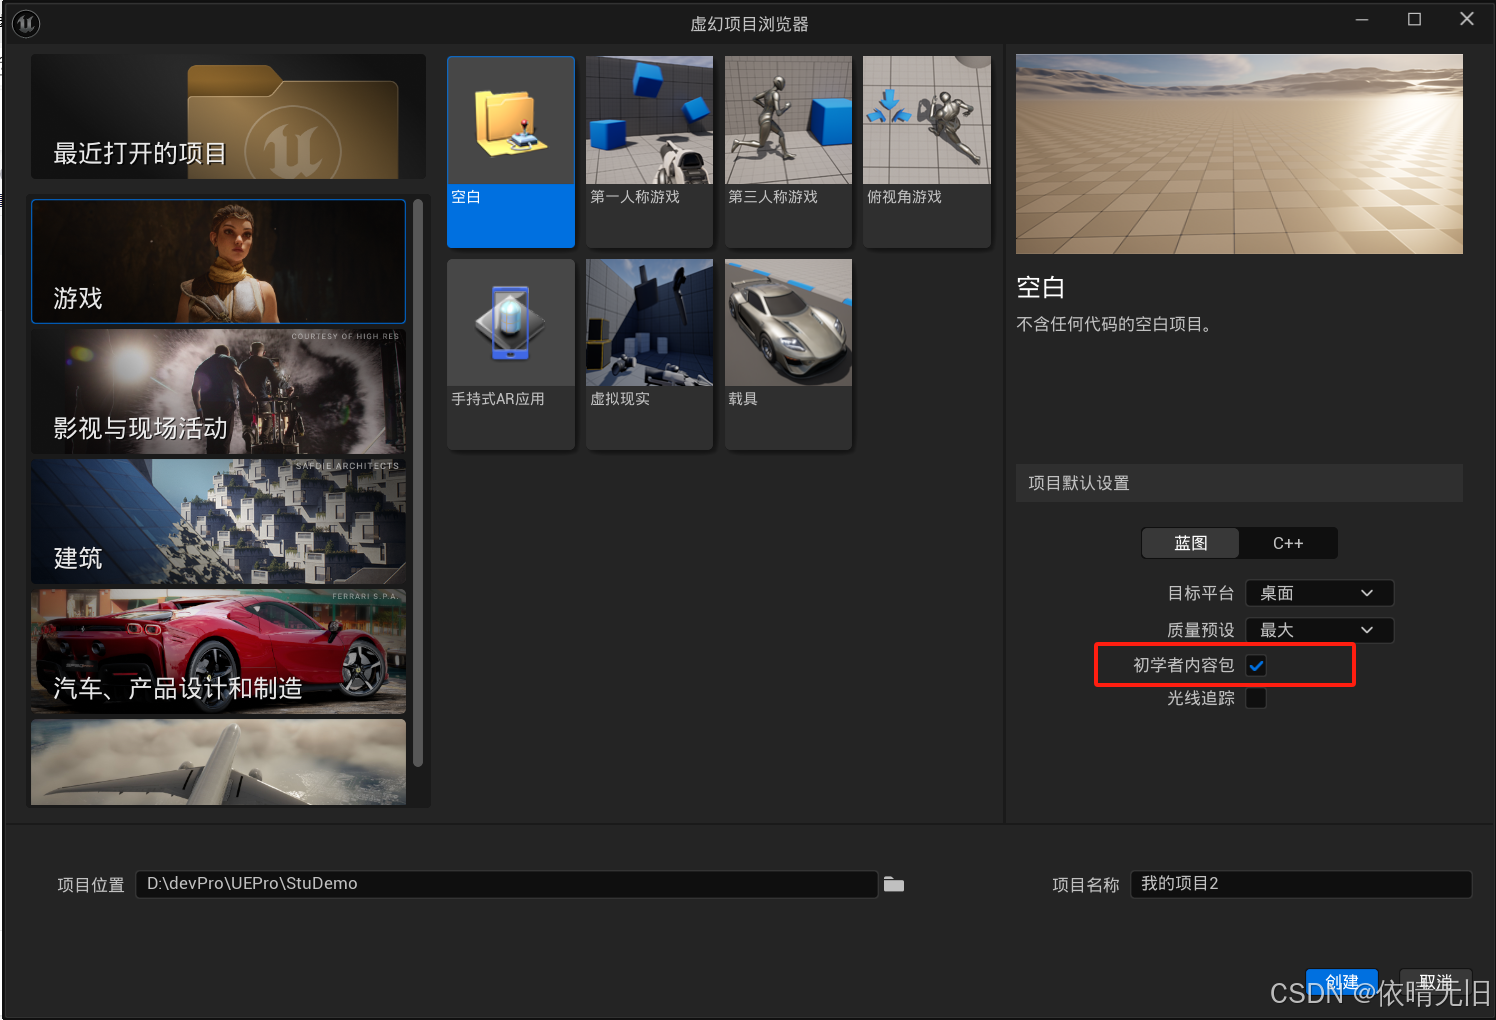 虚幻项目浏览器
最近打开的项目
游戏
COURTESY OF HIGH RES
影视与现场活动
SAFDIE ARCHITECTS
建筑
FERRARI S.P.A.
汽车、产品设计和制造
空白
第一人称游戏
第三人称游戏
俯视角游戏
手持式AR应用
虚拟现实
载具
空白
不含任何代码的空白项目。
项目默认设置
蓝图
C++
目标平台 桌面
质量预设 最大
初学者内容包
光线追踪
项目位置 D:\devPro\UEPro\StuDemo
项目名称 我的项目2
创建
取消
CSDN @依晴无旧